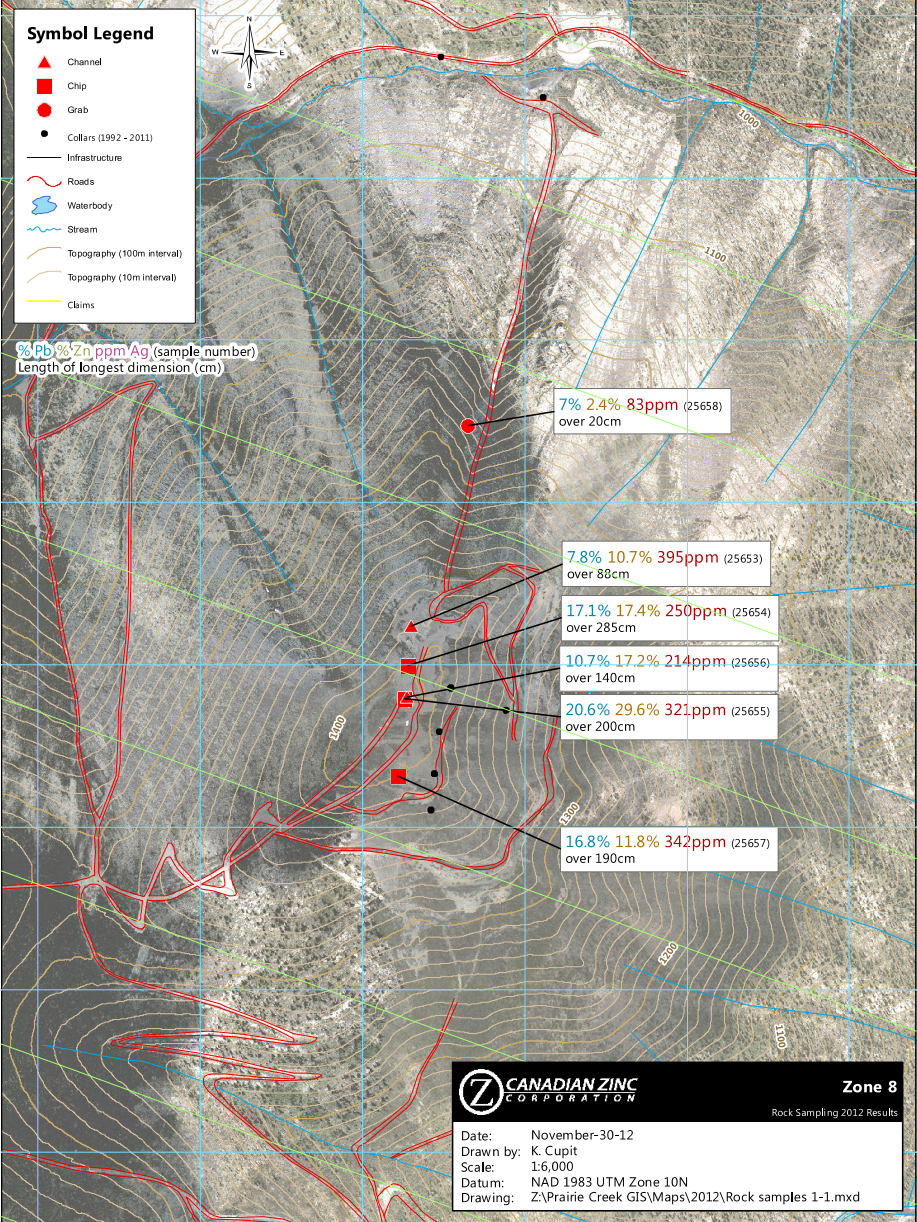 Symbol Legend
Channel
Chip
Grab
Collars (1992 - 2011)
Infrastructure
Roads
Waterbody
Stream
Topography (100m interval)
Topography (10m interval)
Claims
N
W E
S
% Pb % Zn ppm Ag (sample number)
Length of longest dimension (cm)
1000
1100
7% 2.4% 83ppm (25658)
over 20cm
7.8% 10.7% 395ppm (25653)
over 88cm
17.1% 17.4% 250ppm (25654)
over 285cm
10.7% 17.2% 214ppm (25656)
over 140cm
20.6% 29.6% 321ppm (25655)
over 200cm
1400
1300
16.8% 11.8% 342ppm (25657)
over 190cm
1200
1100
Z CANADIAN ZINC
CORPORATION
Zone 8
Rock Sampling 2012 Results
Date: November-30-12
Drawn by: K. Cupit
Scale: 1:6,000
Datum: NAD 1983 UTM Zone 10N
Drawing: Z:\Prairie Creek GIS\Maps\2012\Rock samples 1-1.mxd